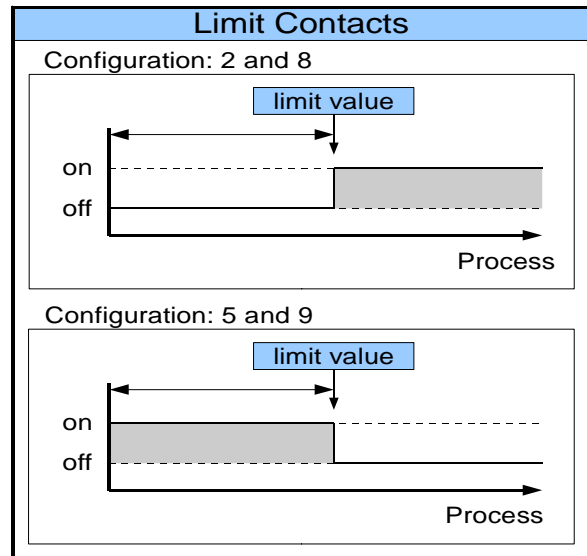 Limit Contacts
Configuration: 2 and 8
limit value
on
off
Process
Configuration: 5 and 9
limit value
on
off
Process